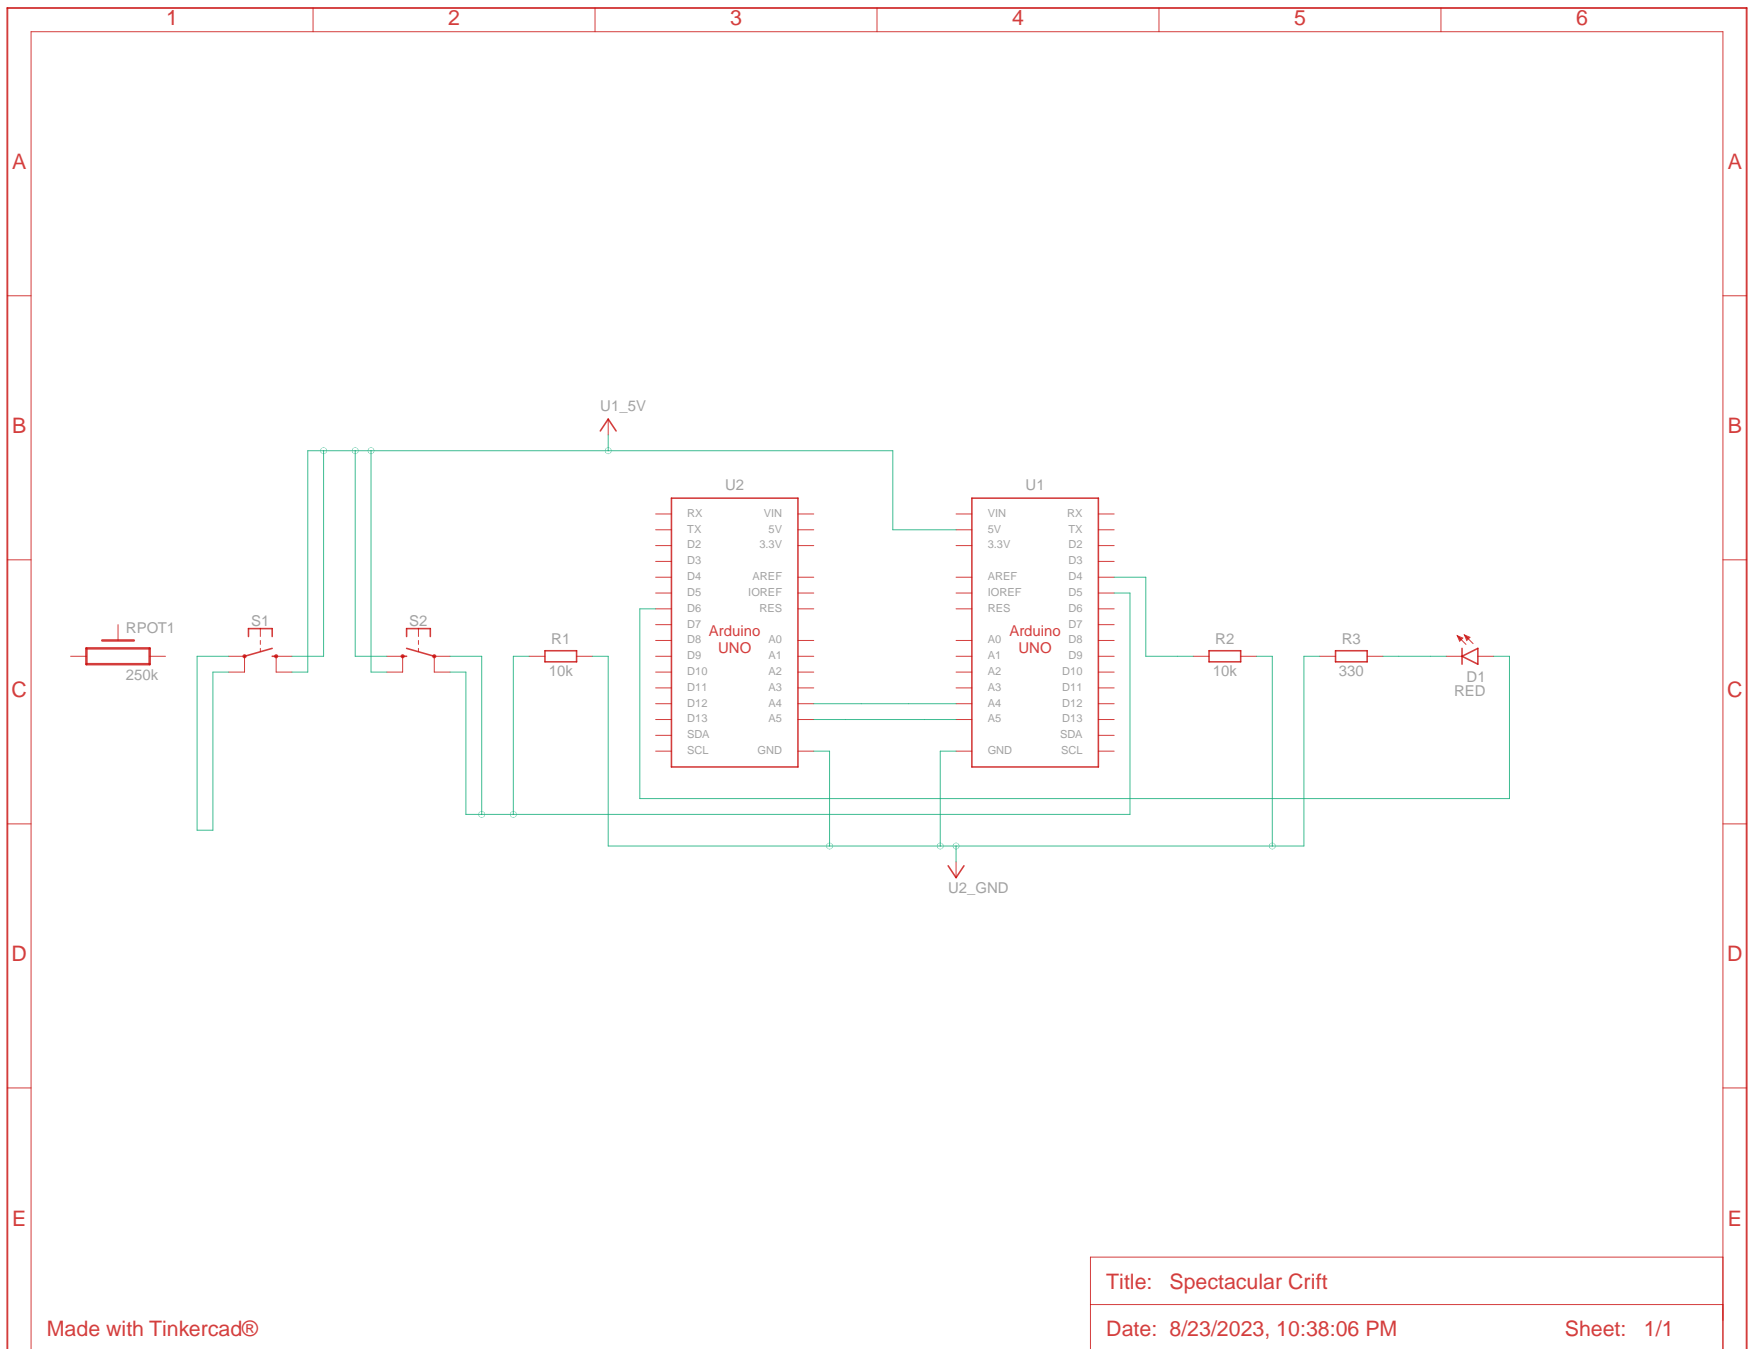 1 2 3 4 5 6
A A
B B
C C
D D
E E
U1_5V
U2 U1
RX VIN
TX 5V
D2 3.3V
D3
D4 AREF
D5 IOREF
D6 RES
D7
D8 A0
D9 A1
D10 A2
D11 A3
D12 A4
D13 A5
SDA
SCL GND
Arduino
UNO
VIN RX
5V TX
3.3V D2
D3
AREF D4
IOREF D5
RES D6
D7
A0 D8
A1 D9
A2 D10
A3 D11
A4 D12
A5 D13
SDA
GND SCL
Arduino
UNO
RPOT1
250k
S1
S2
R1
10k
R2
10k
R3
330
D1
RED
U2_GND
Title: Spectacular Crift
Made with Tinkercad®
Date: 8/23/2023, 10:38:06 PM Sheet: 1/1